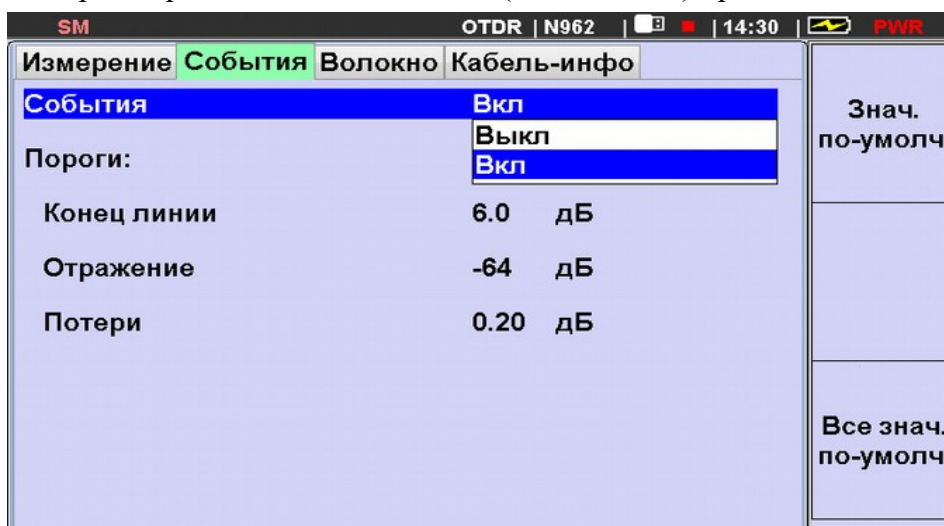 SM OTDR | N962 | | 14:30 | PWR
Измерение События Волокно Кабель-инфо
События Вкл
Выкл
Вкл
Пороги:
Конец линии 6.0 дБ
Отражение -64 дБ
Потери 0.20 дБ
Знач.
по-умолч
Все знач.
по-умолч